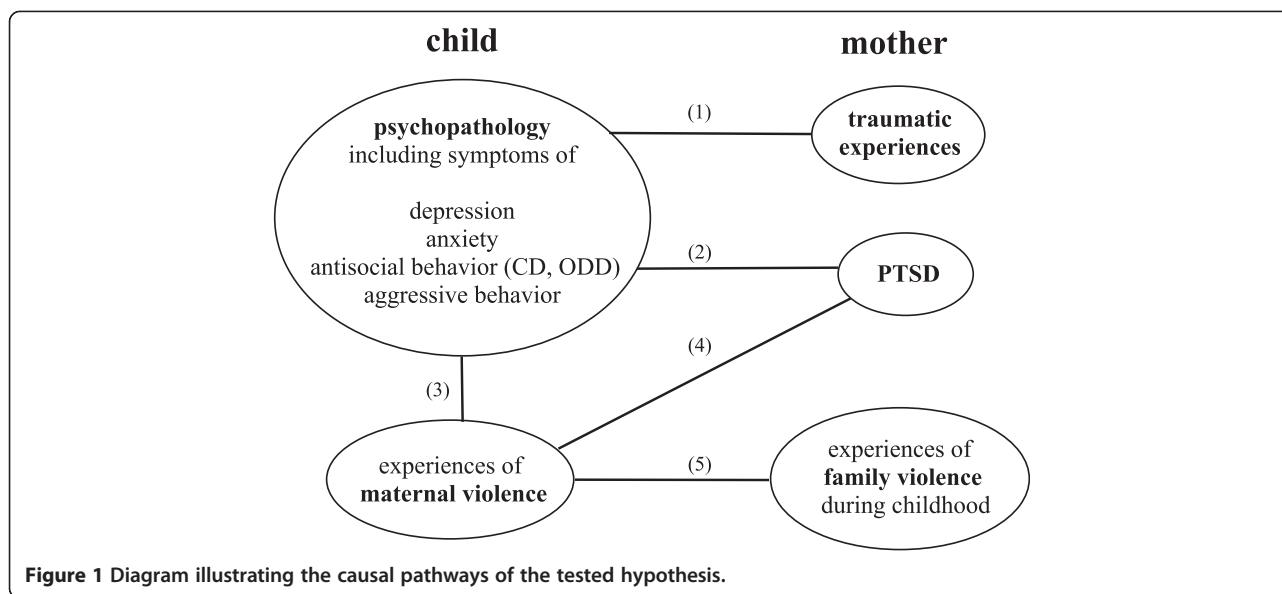 child
mother
psychopathology
including symptoms of
depression
anxiety
antisocial behavior (CD, ODD)
aggressive behavior
(1)
traumatic
experiences
(2)
PTSD
(3)
(4)
experiences of
maternal violence
(5)
experiences of
family violence
during childhood
Figure 1 Diagram illustrating the causal pathways of the tested hypothesis.